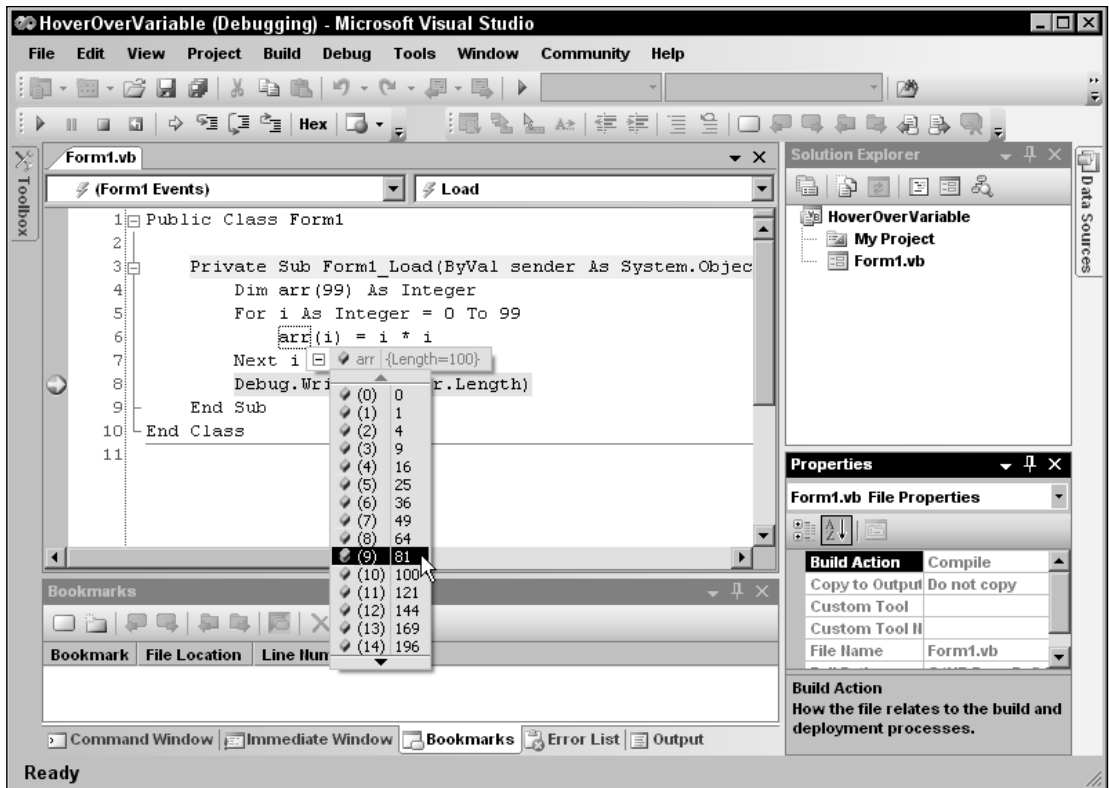 HoverOverVariable (Debugging) - Microsoft Visual Studio
File Edit View Project Build Debug Tools Window Community Help
Hex
Toolbox
Form1.vb
(Form1 Events) Load
1 Public Class Form1
2
3 Private Sub Form1_Load(ByVal sender As System.Objec
4 Dim arr(99) As Integer
5 For i As Integer = 0 To 99
6 arr(i) = i * i
7 Next i
arr {Length=100}
8 Debug.Wri r.Length)
9 End Sub
10 End Class
11
(0) 0
(1) 1
(2) 4
(3) 9
(4) 16
(5) 25
(6) 36
(7) 49
(8) 64
(9) 81
(10) 100
(11) 121
(12) 144
(13) 169
(14) 196
Solution Explorer
HoverOverVariable
My Project
Form1.vb
Data Sources
Properties
Form1.vb File Properties
Build Action Compile
Copy to Output Do not copy
Custom Tool
Custom Tool N
File Name Form1.vb
Build Action
How the file relates to the build and
deployment processes.
Bookmarks
Bookmark File Location Line Num
Command Window Immediate Window Bookmarks Error List Output
Ready